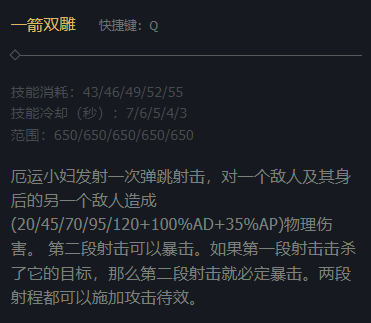 一箭双雕 快捷键：Q
技能消耗：43/46/49/52/55
技能冷却（秒）：7/6/5/4/3
范围：650/650/650/650/650
厄运小妇发射一次弹跳射击，对一个敌人及其身
后的另一个敌人造成
(20/45/70/95/120+100%AD+35%AP)物理伤
害。 第二段射击可以暴击。如果第一段射击击杀
了它的目标，那么第二段射击就必定暴击。两段
射程都可以施加攻击待效。